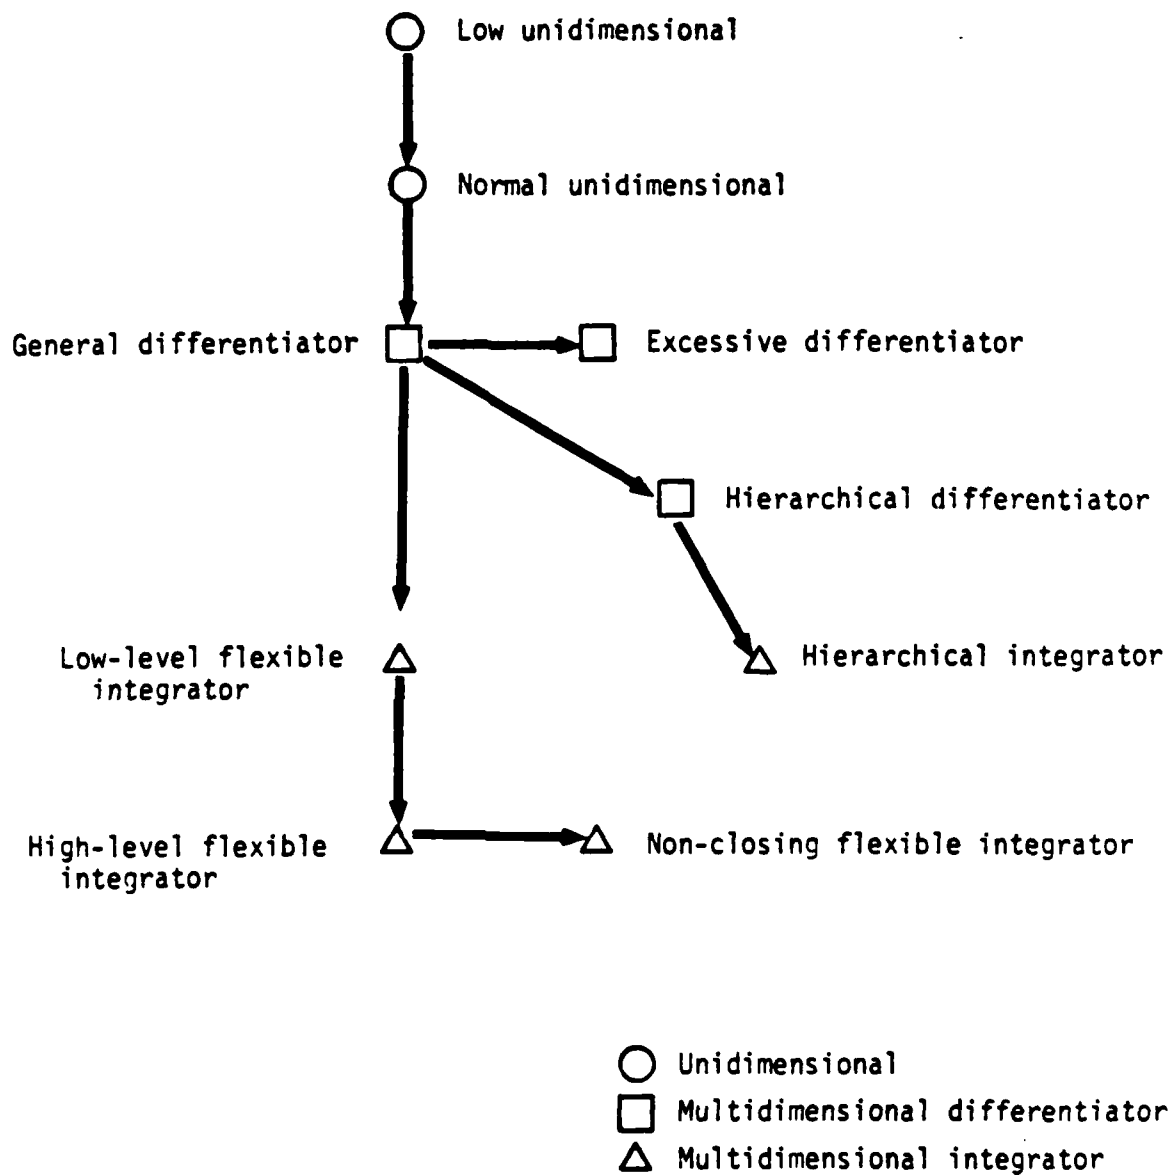 Low unidimensional
Normal unidimensional
General differentiator
Excessive differentiator
Hierarchical differentiator
Low-level flexible
integrator
Hierarchical integrator
High-level flexible
integrator
Non-closing flexible integrator
Unidimensional
Multidimensional differentiator
Multidimensional integrator